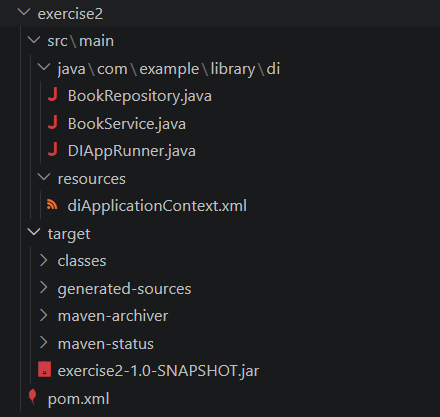 exercise2
src\main
java\com\example\library\di
BookRepository.java
BookService.java
DIAppRunner.java
resources
diApplicationContext.xml
target
classes
generated-sources
maven-archiver
maven-status
exercise2-1.0-SNAPSHOT.jar
pom.xml